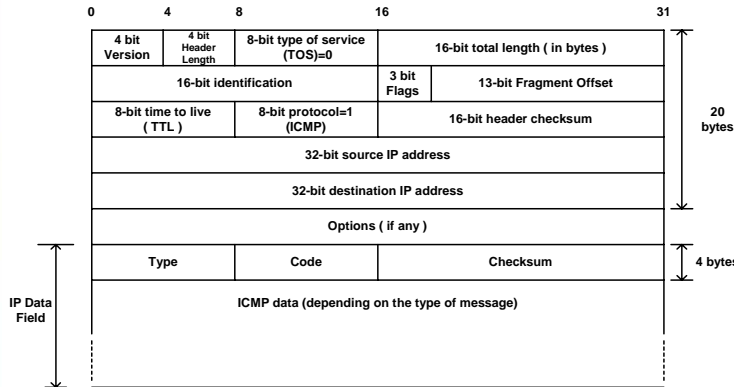 0 4 8 16 31
4 bit
Version
4 bit
Header
Length
8-bit type of service
(TOS)=0
16-bit total length ( in bytes )
16-bit identification
3 bit
Flags
13-bit Fragment Offset
8-bit time to live
( TTL )
8-bit protocol=1
(ICMP)
16-bit header checksum
20
bytes
32-bit source IP address
32-bit destination IP address
Options ( if any )
Type
Code
Checksum
4 bytes
IP Data
Field
ICMP data (depending on the type of message)